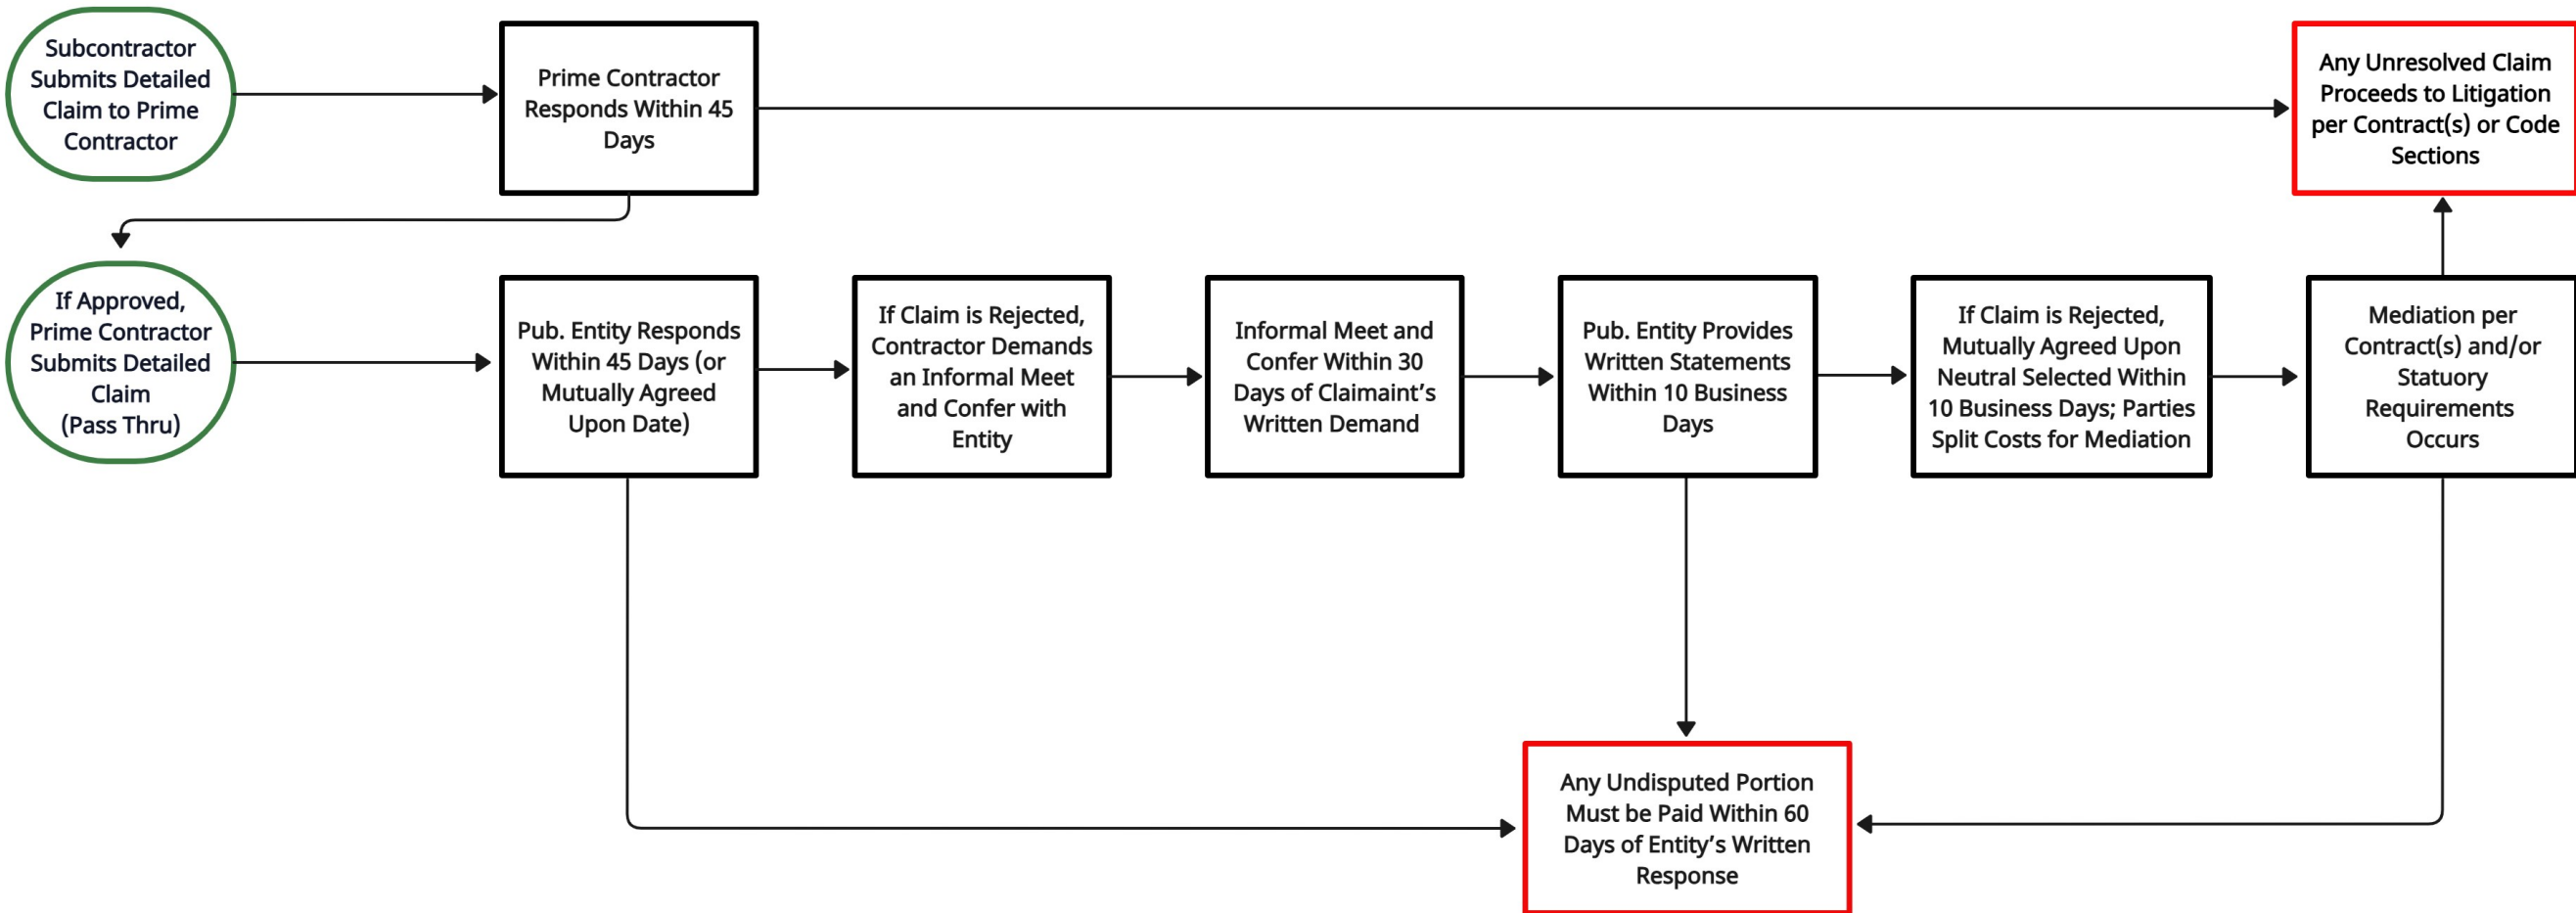 Subcontractor
Submits Detailed
Claim to Prime
Contractor
Prime Contractor
Responds Within 45
Days
Any Unresolved Claim
Proceeds to Litigation
per Contract(s) or Code
Sections
If Approved,
Prime Contractor
Submits Detailed
Claim
(Pass Thru)
Pub. Entity Responds
Within 45 Days (or
Mutually Agreed
Upon Date)
If Claim is Rejected,
Contractor Demands
an Informal Meet
and Confer with
Entity
Informal Meet and
Confer Within 30
Days of Claimaint’s
Written Demand
Pub. Entity Provides
Written Statements
Within 10 Business
Days
If Claim is Rejected,
Mutually Agreed Upon
Neutral Selected Within
10 Business Days; Parties
Split Costs for Mediation
Mediation per
Contract(s) and/or
Statuory
Requirements
Occurs
Any Undisputed Portion
Must be Paid Within 60
Days of Entity’s Written
Response